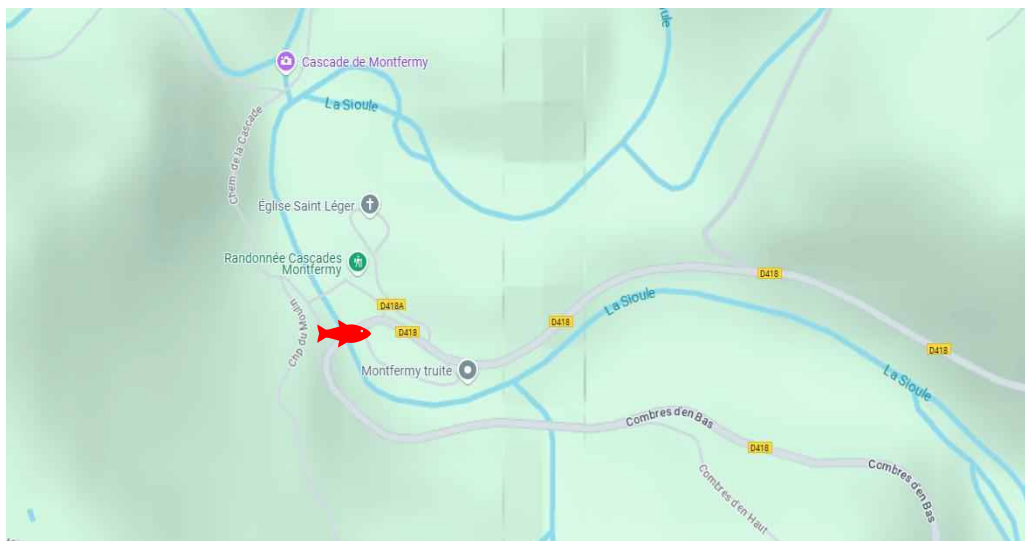 Cascade de Montfermy
La Sioule
Sioule
Chem. de la Cascade
Église Saint Léger
Randonnée Cascades
Montfermy
D418
La Sioule
D418A
Chp du Moulin
D418
D418
D418
Montfermy truite
La Sioule
Combres d'en Bas
D418
Combres d'en Bas
Combres d'en Haut